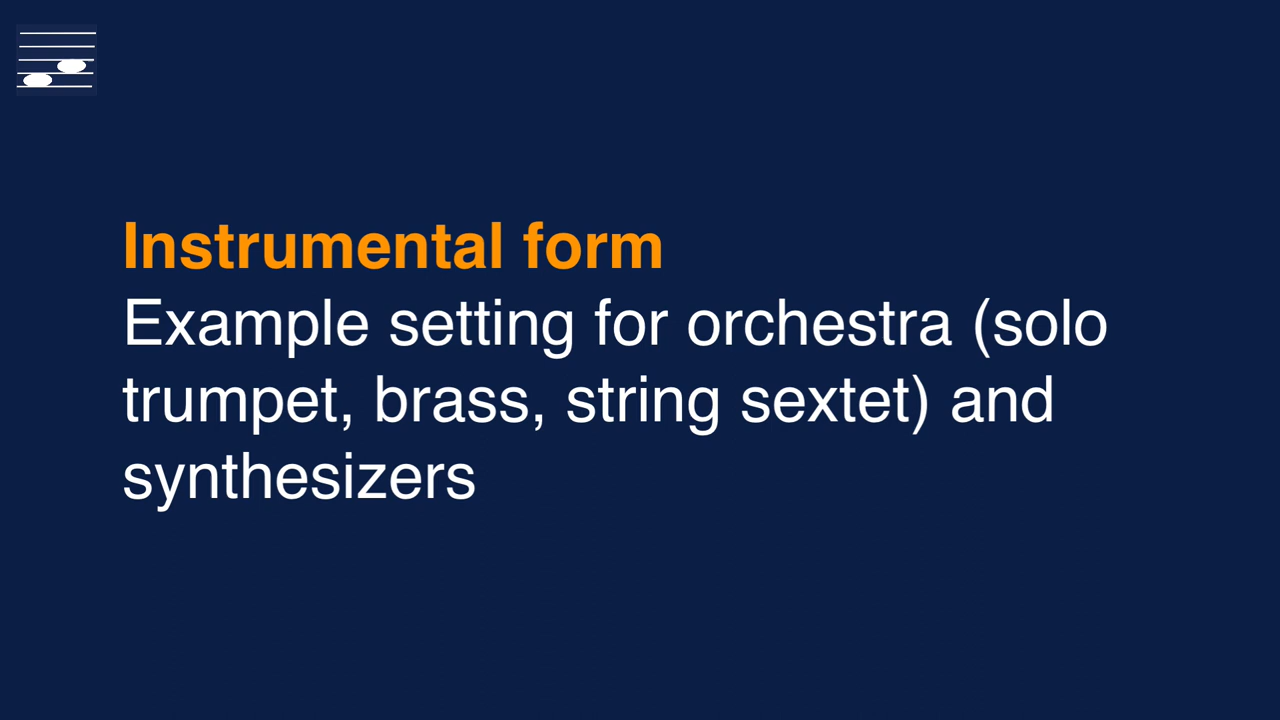 Instrumental form
Example setting for orchestra (solo
trumpet, brass, string sextet) and
synthesizers